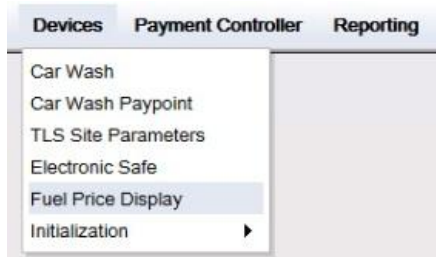 Devices Payment Controller Reporting
Car Wash
Car Wash Paypoint
TLS Site Parameters
Electronic Safe
Fuel Price Display
Initialization